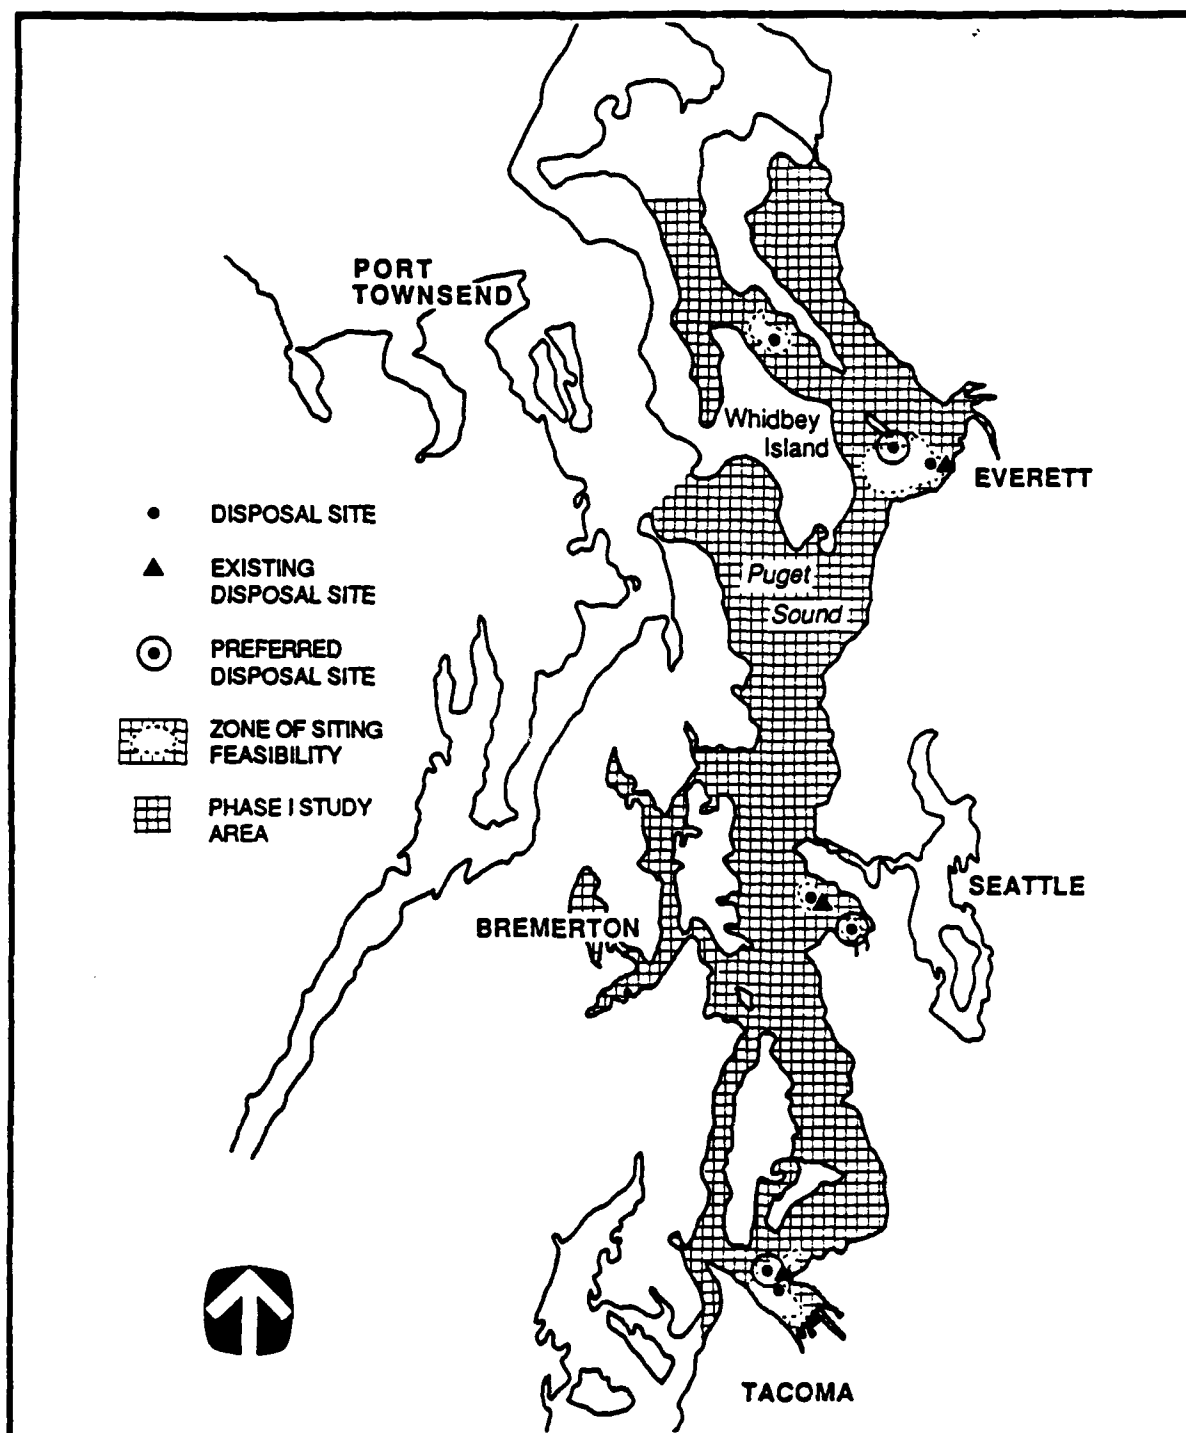 PORT
TOWNSEND
Whidbey
Island
EVERETT
DISPOSAL SITE
EXISTING
DISPOSAL SITE
Puget
Sound
PREFERRED
DISPOSAL SITE
ZONE OF SITING
FEASIBILITY
PHASE I STUDY
AREA
SEATTLE
BREMERTON
TACOMA